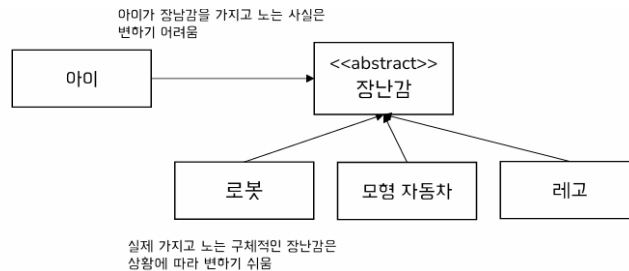 아이가 장남감을 가지고 노는 사실은
변하기 어려움
아이
<<abstract>>
장난감
로봇
모형 자동차
레고
실제 가지고 노는 구체적인 장난감은
상황에 따라 변하기 쉬움